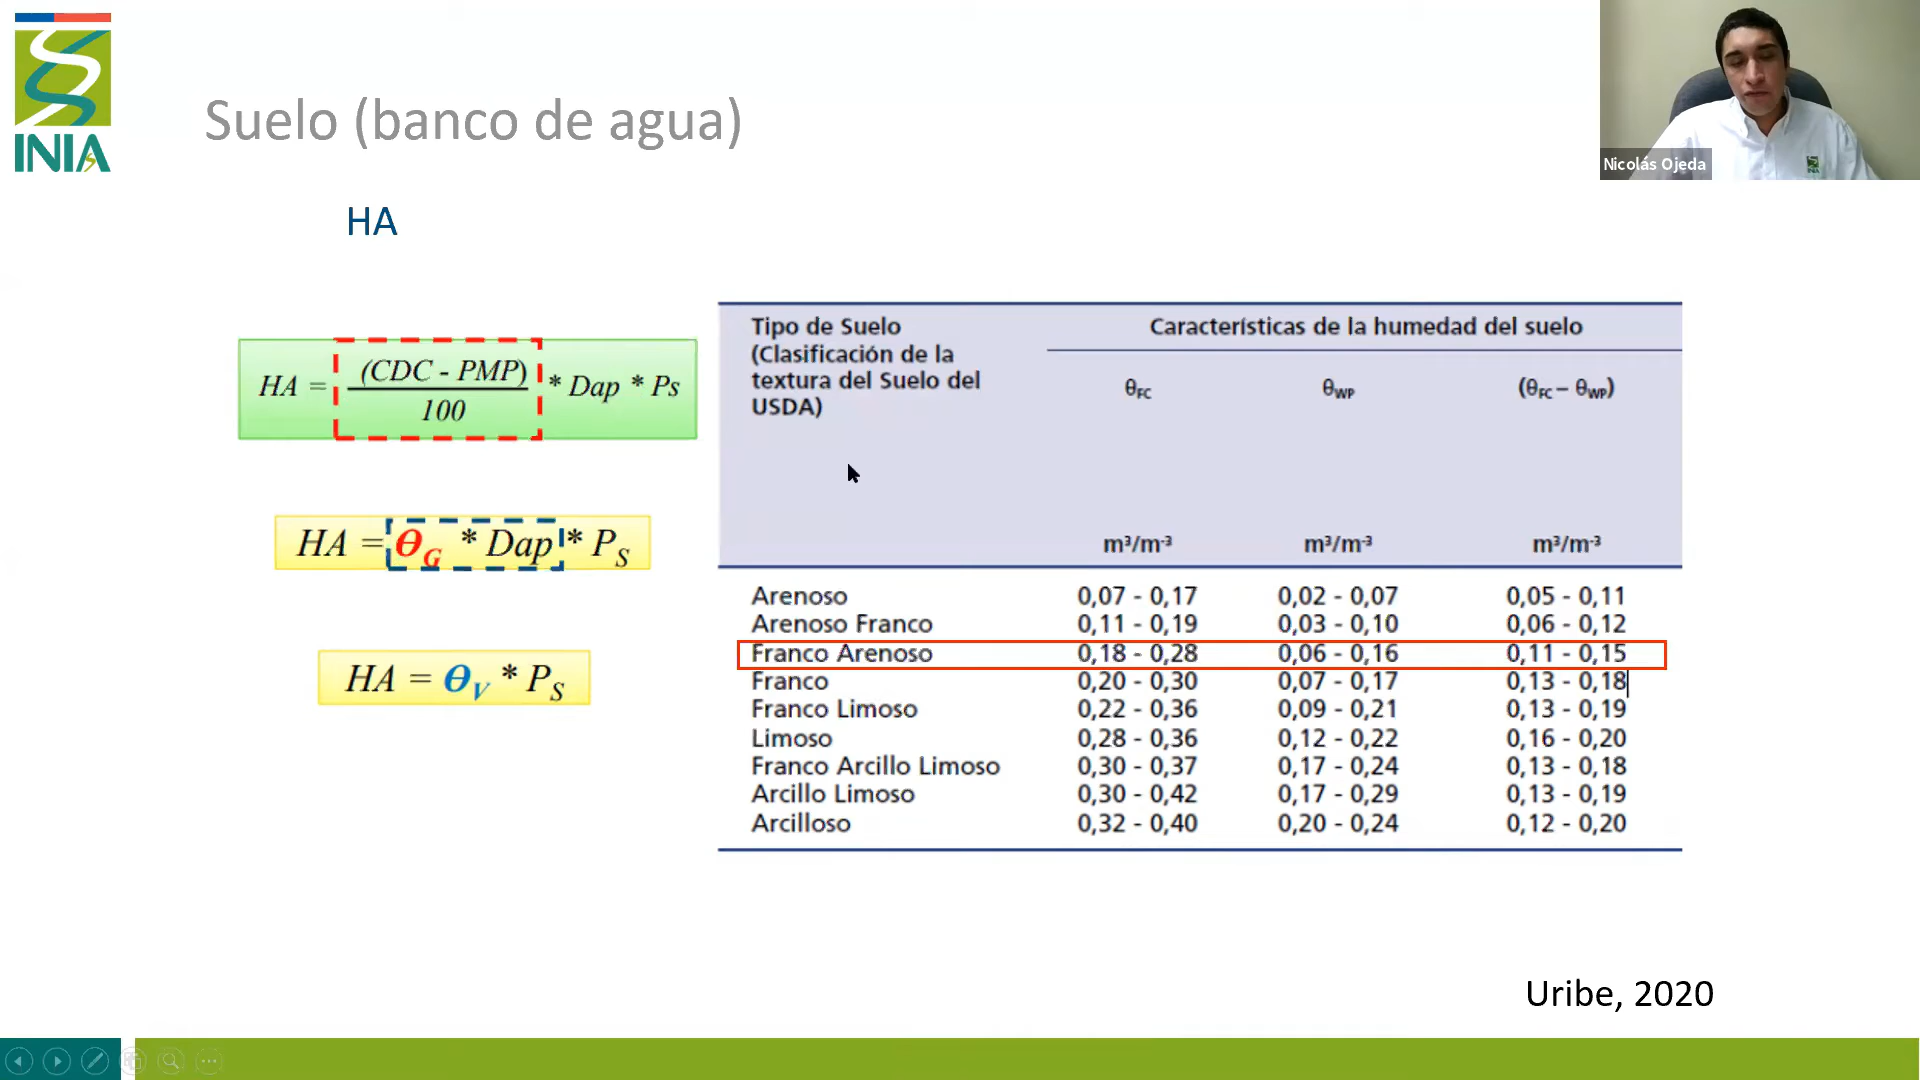 INIA
Suelo (banco de agua)
Nicolás Ojeda
HA
HA = (CDC - PMP) / 100 * Dap * Ps
HA = ϴG * Dap * PS
HA = ϴV * PS
Tipo de Suelo
(Clasificación de la
textura del Suelo del
USDA)
Características de la humedad del suelo
θFC θWP (θFC – θWP)
m³/m-³ m³/m-³ m³/m-³
Arenoso 0,07 - 0,17 0,02 - 0,07 0,05 - 0,11
Arenoso Franco 0,11 - 0,19 0,03 - 0,10 0,06 - 0,12
Franco Arenoso 0,18 - 0,28 0,06 - 0,16 0,11 - 0,15
Franco 0,20 - 0,30 0,07 - 0,17 0,13 - 0,18
Franco Limoso 0,22 - 0,36 0,09 - 0,21 0,13 - 0,19
Limoso 0,28 - 0,36 0,12 - 0,22 0,16 - 0,20
Franco Arcillo Limoso 0,30 - 0,37 0,17 - 0,24 0,13 - 0,18
Arcillo Limoso 0,30 - 0,42 0,17 - 0,29 0,13 - 0,19
Arcilloso 0,32 - 0,40 0,20 - 0,24 0,12 - 0,20
Uribe, 2020